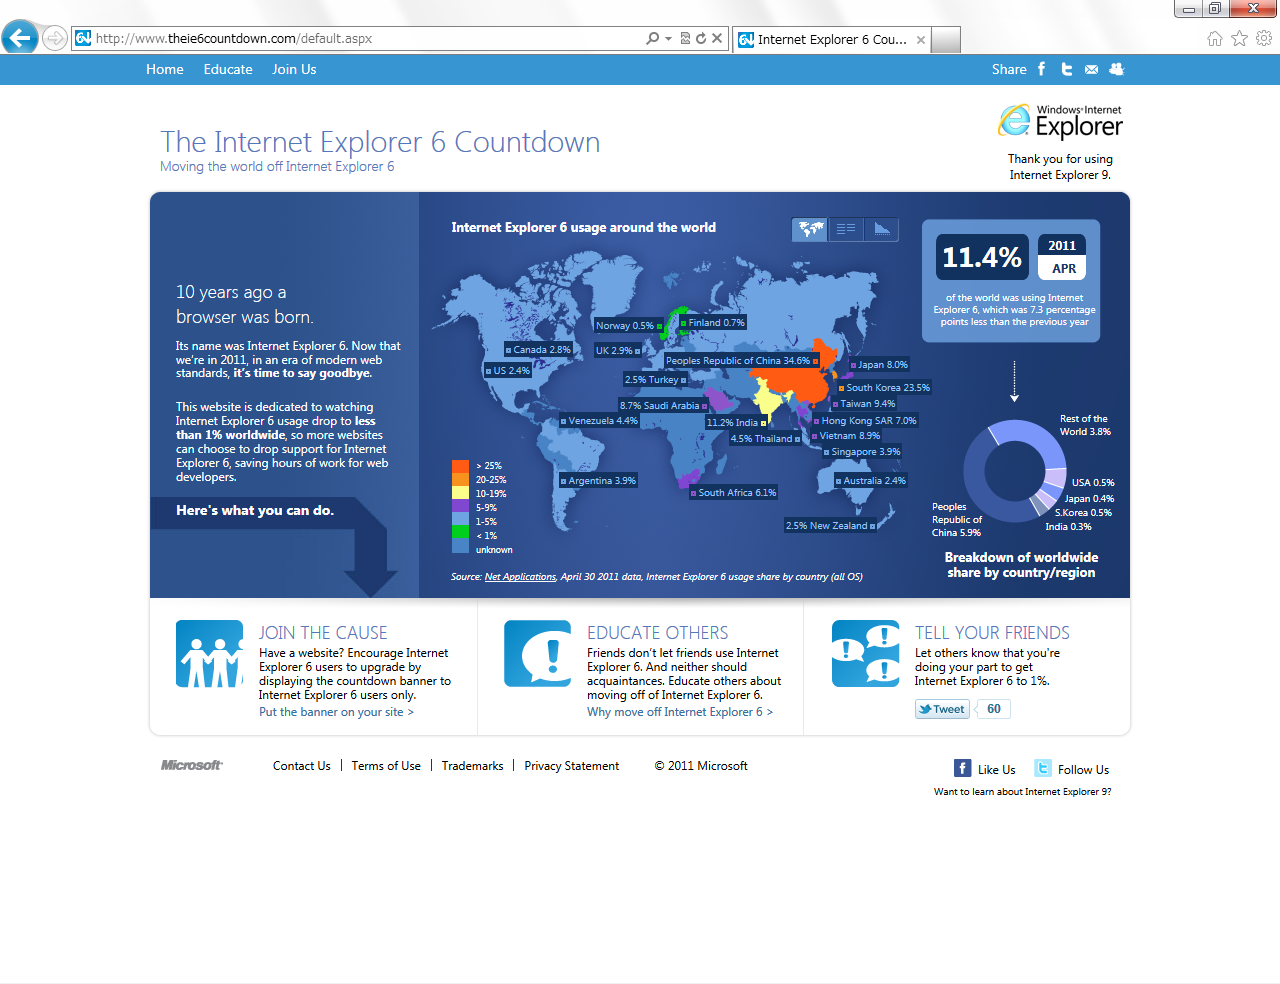 http://www.theie6countdown.com/default.aspx
Internet Explorer 6 Cou...
Home Educate Join Us
Share
Windows Internet
Explorer
Thank you for using
Internet Explorer 9.
The Internet Explorer 6 Countdown
Moving the world off Internet Explorer 6
10 years ago a
browser was born.
Its name was Internet Explorer 6. Now that
we're in 2011, in an era of modern web
standards, it's time to say goodbye.
This website is dedicated to watching
Internet Explorer 6 usage drop to less
than 1% worldwide, so more websites
can choose to drop support for Internet
Explorer 6, saving hours of work for web
developers.
Here's what you can do.
Internet Explorer 6 usage around the world
Norway 0.5%
Finland 0.7%
Canada 2.8%
UK 2.9%
Peoples Republic of China 34.6%
Japan 8.0%
US 2.4%
2.5% Turkey
South Korea 23.5%
8.7% Saudi Arabia
Taiwan 9.4%
Venezuela 4.4%
11.2% India
Hong Kong SAR 7.0%
4.5% Thailand
Vietnam 8.9%
Singapore 3.9%
Argentina 3.9%
Australia 2.4%
South Africa 6.1%
2.5% New Zealand
> 25%
20-25%
10-19%
5-9%
1-5%
< 1%
unknown
Source: Net Applications, April 30 2011 data, Internet Explorer 6 usage share by country (all OS)
11.4%
2011
APR
of the world was using Internet
Explorer 6, which was 7.3 percentage
points less than the previous year
Rest of the
World 3.8%
USA 0.5%
Japan 0.4%
S.Korea 0.5%
India 0.3%
Peoples
Republic of
China 5.9%
Breakdown of worldwide
share by country/region
JOIN THE CAUSE
Have a website? Encourage Internet
Explorer 6 users to upgrade by
displaying the countdown banner to
Internet Explorer 6 users only.
Put the banner on your site >
EDUCATE OTHERS
Friends don't let friends use Internet
Explorer 6. And neither should
acquaintances. Educate others about
moving off of Internet Explorer 6.
Why move off Internet Explorer 6 >
TELL YOUR FRIENDS
Let others know that you're
doing your part to get
Internet Explorer 6 to 1%.
Tweet 60
Microsoft
Contact Us | Terms of Use | Trademarks | Privacy Statement © 2011 Microsoft
Like Us Follow Us
Want to learn about Internet Explorer 9?